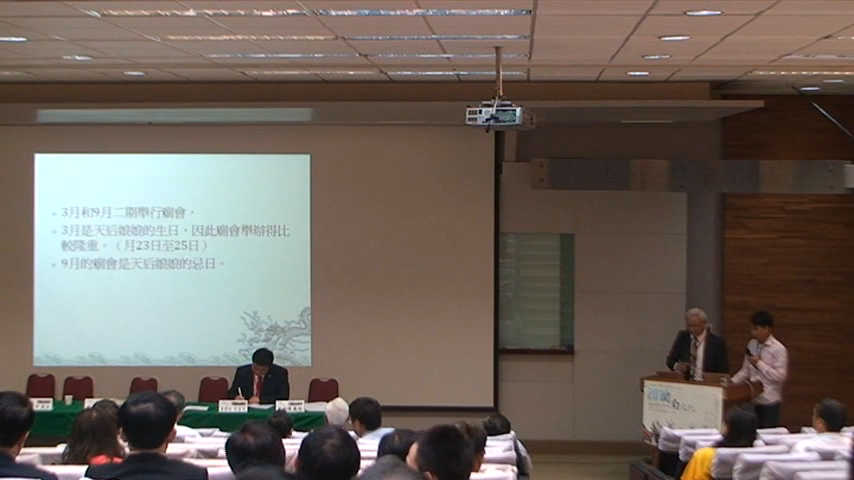 3月和9月二期舉行廟會，
3月是天后娘娘的生日，因此廟會舉辦得比
較隆重。（月23日至25日）
9月的廟會是天后娘娘的忌日。